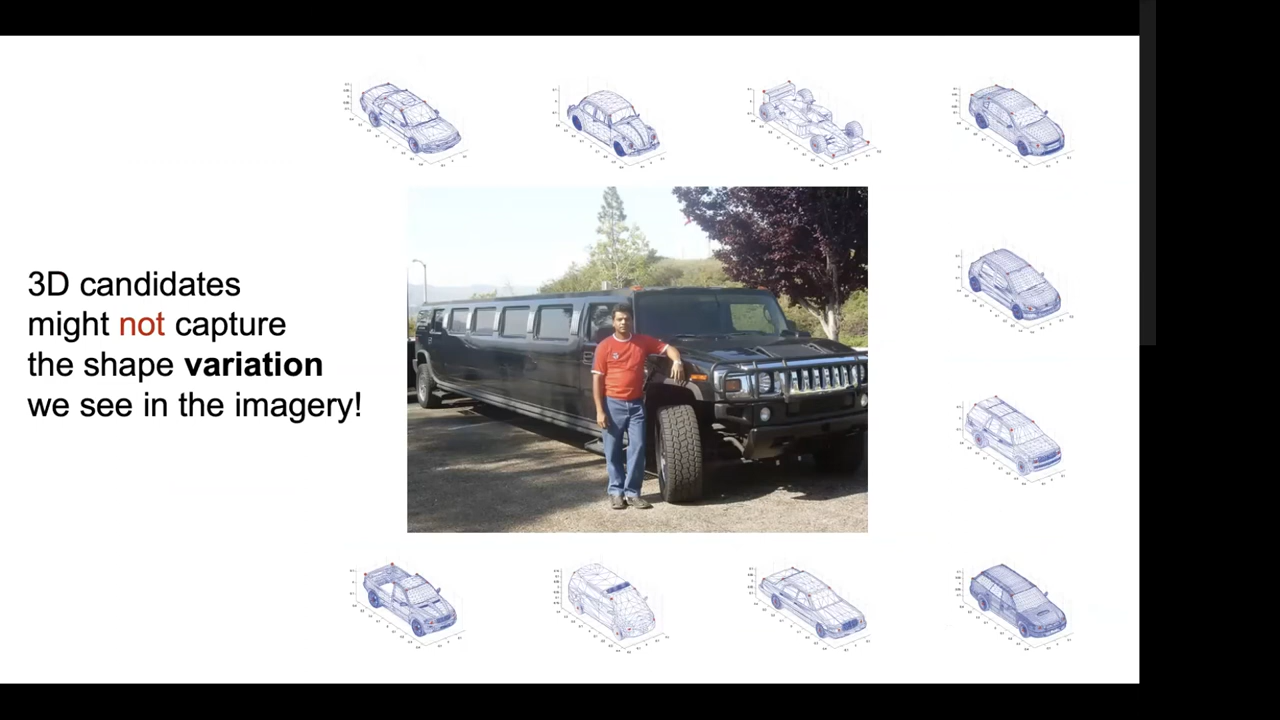 3D candidates
might not capture
the shape variation
we see in the imagery!